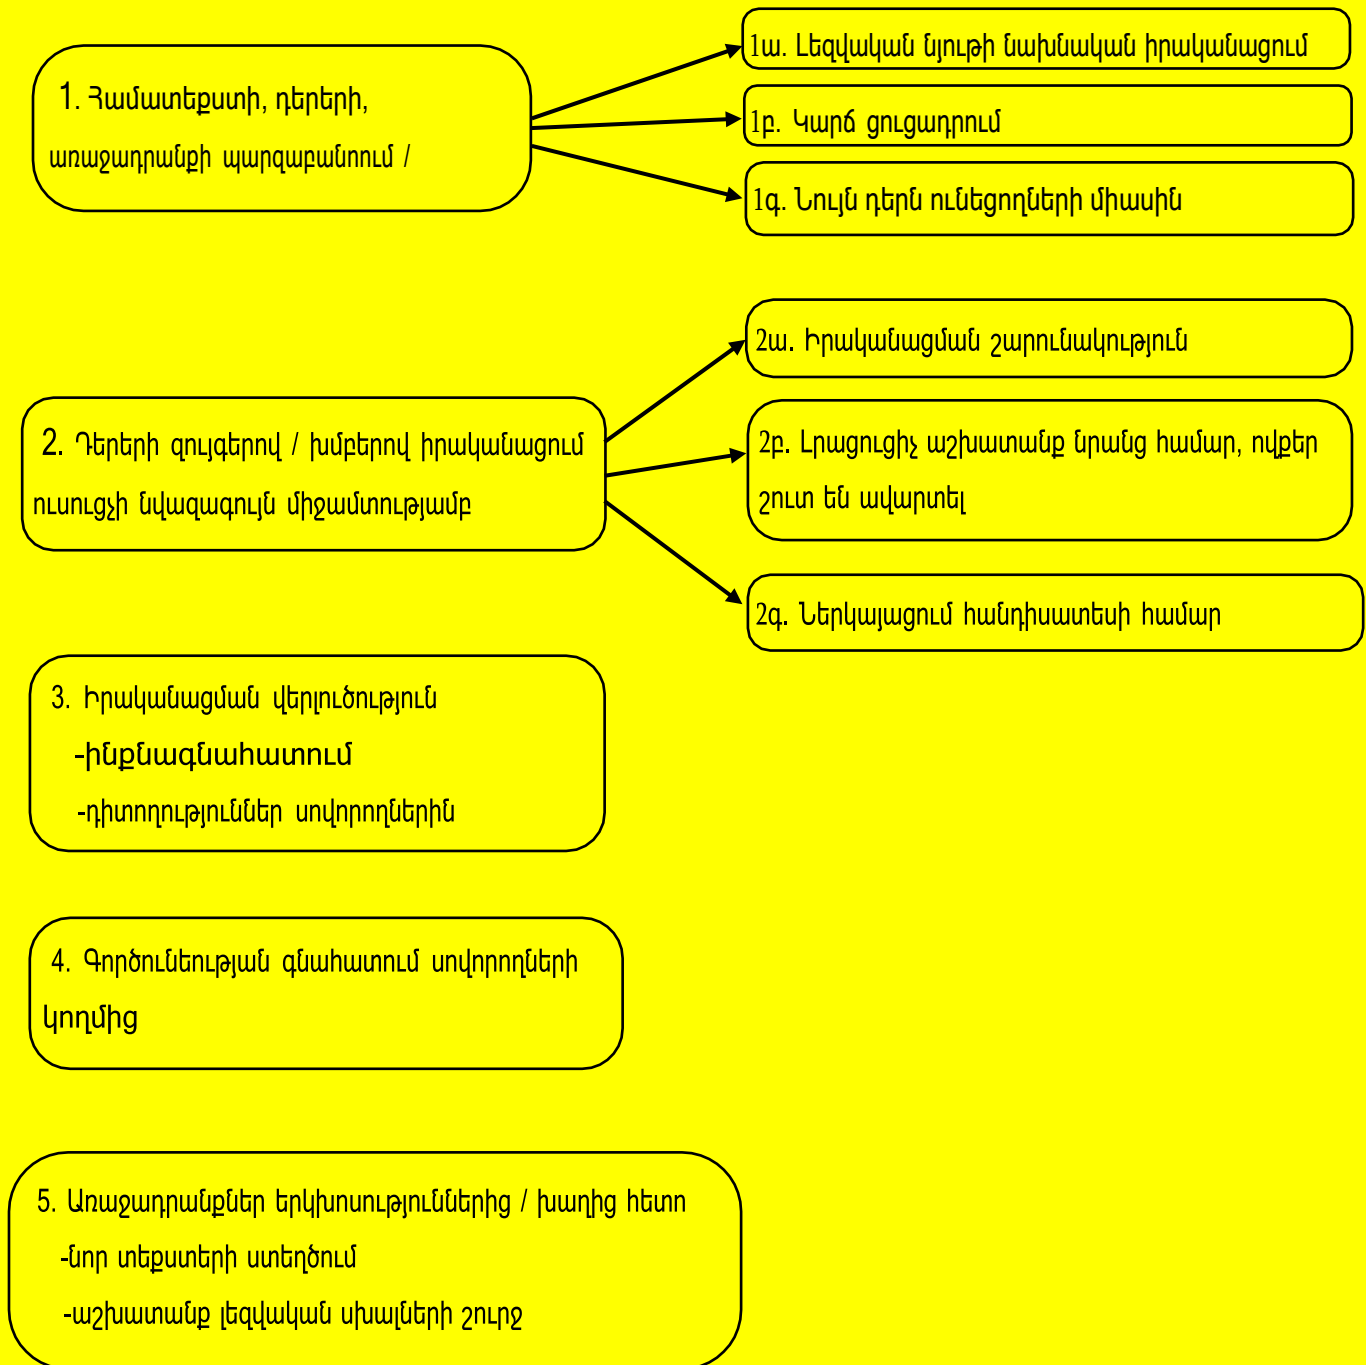 1. Համատեքստի, դերերի,
առաջադրանքի պարզաբանոում /
1ա. Լեզվական նյութի նախնական իրականացում
1բ. Կարճ ցուցադրում
1գ. Նույն դերն ունեցողների միասին
2. Դերերի զույգերով / խմբերով իրականացում
ուսուցչի նվազագույն միջամտությամբ
2ա. Իրականացման շարունակություն
2բ. Լրացուցիչ աշխատանք նրանց համար, ովքեր
շուտ են ավարտել
2գ. Ներկայացում հանդիսատեսի համար
3. Իրականացման վերլուծություն
-ինքնագնահատում
-դիտողություններ սովորողներին
4. Գործունեության գնահատում սովորողների
կողմից
5. Առաջադրանքներ երկխոսություններից / խաղից հետո
-նոր տեքստերի ստեղծում
-աշխատանք լեզվական սխալների շուրջ